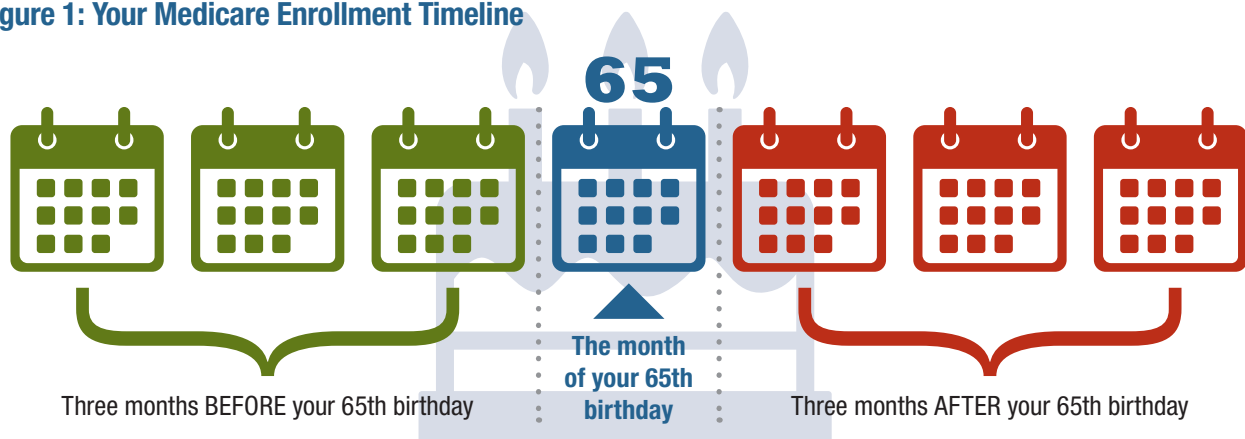 gure 1: Your Medicare Enrollment Timeline
65
The month
of your 65th
birthday
Three months BEFORE your 65th birthday
Three months AFTER your 65th birthday